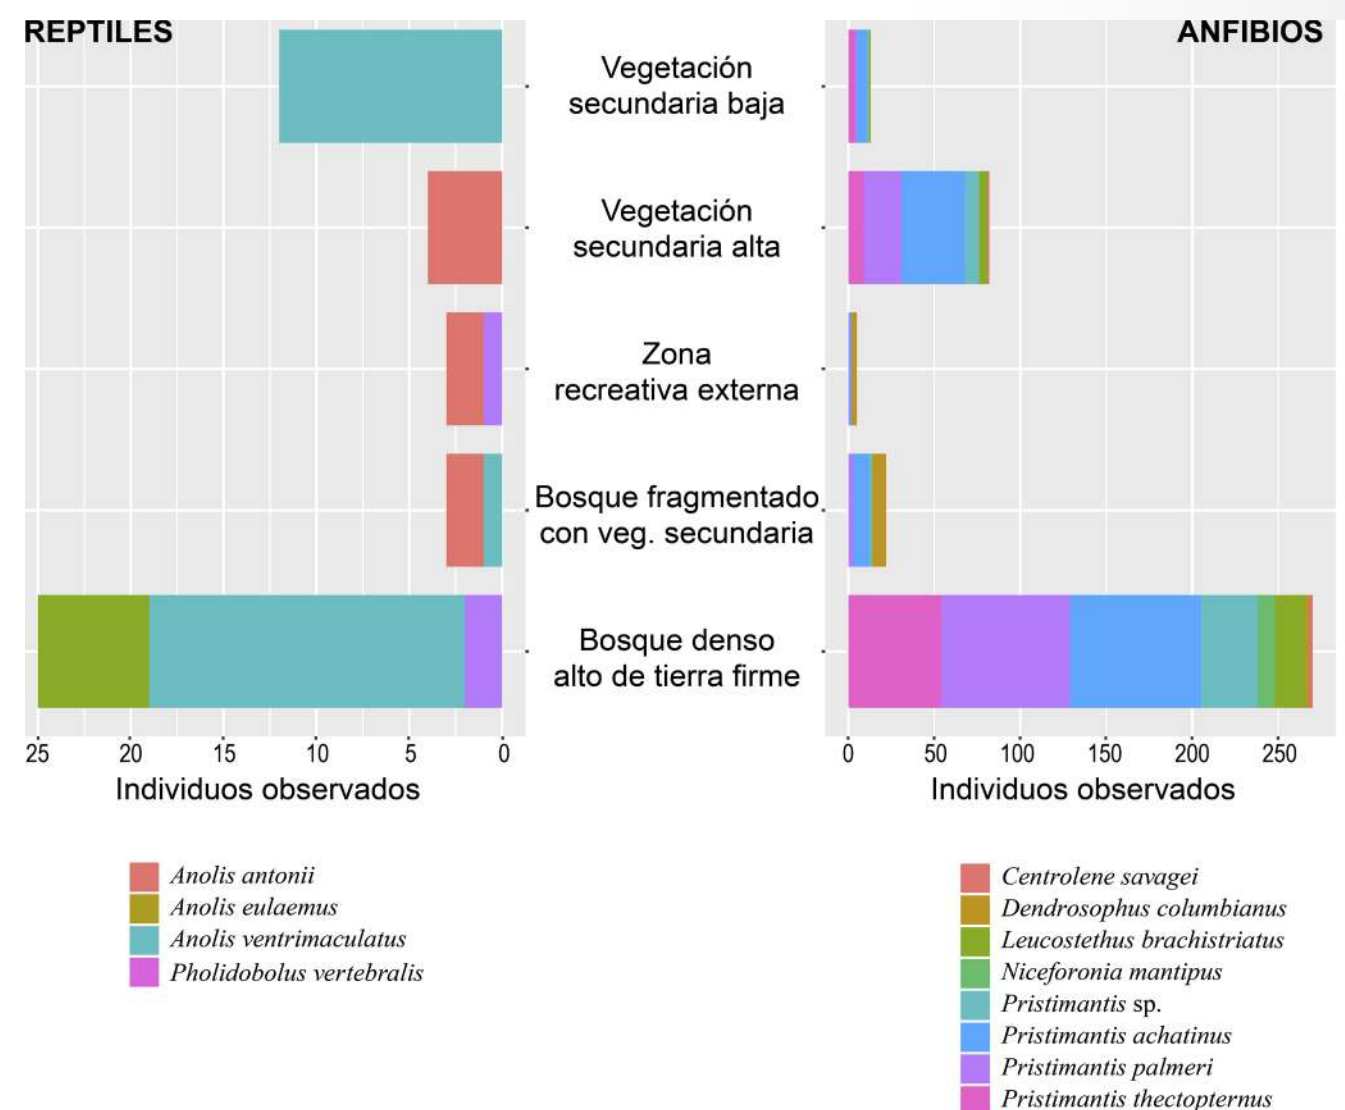 REPTILES
ANFIBIOS
Vegetación
secundaria baja
Vegetación
secundaria alta
Zona
recreativa externa
Bosque fragmentado
con veg. secundaria
Bosque denso
alto de tierra firme
25 20 15 10 5 0
0 50 100 150 200 250
Individuos observados
Individuos observados
Anolis antonii
Anolis eulaemus
Anolis ventrimaculatus
Pholidobolus vertebralis
Centrolene savagei
Dendrosophus columbianus
Leucostethus brachistriatus
Niceforonia mantipus
Pristimantis sp.
Pristimantis achatinus
Pristimantis palmeri
Pristimantis thectopternus